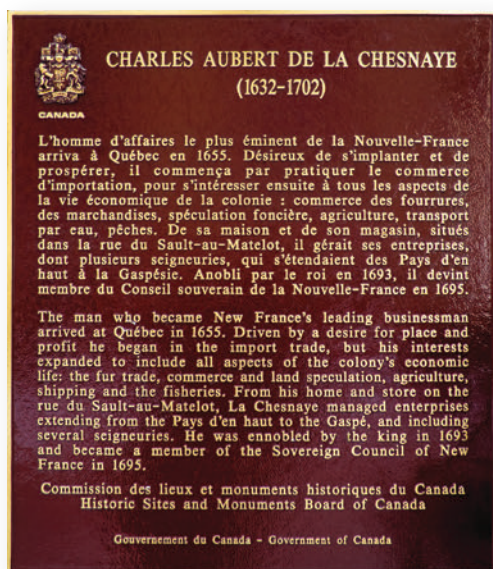 CHARLES AUBERT DE LA CHESNAYE
(1632-1702)
CANADA
L'homme d'affaires le plus éminent de la Nouvelle-France
arriva à Québec en 1655. Désireux de s'implanter et de
prospérer, il commença par pratiquer le commerce
d'importation, pour s'intéresser ensuite à tous les aspects de
la vie économique de la colonie : commerce des fourrures,
des marchandises, spéculation foncière, agriculture, transport
par eau, pêches. De sa maison et de son magasin, situés
dans la rue du Sault-au-Matelot, il gérait ses entreprises,
dont plusieurs seigneuries, qui s'étendaient des Pays d'en
haut à la Gaspésie. Anobli par le roi en 1693, il devint
membre du Conseil souverain de la Nouvelle-France en 1695.
The man who became New France's leading businessman
arrived at Québec in 1655. Driven by a desire for place and
profit he began in the import trade, but his interests
expanded to include all aspects of the colony's economic
life: the fur trade, commerce and land speculation, agriculture,
shipping and the fisheries. From his home and store on the
rue du Sault-au-Matelot, La Chesnaye managed enterprises
extending from the Pays d'en haut to the Gaspé, and including
several seigneuries. He was ennobled by the king in 1693
and became a member of the Sovereign Council of New
France in 1695.
Commission des lieux et monuments historiques du Canada
Historic Sites and Monuments Board of Canada
Gouvernement du Canada - Government of Canada